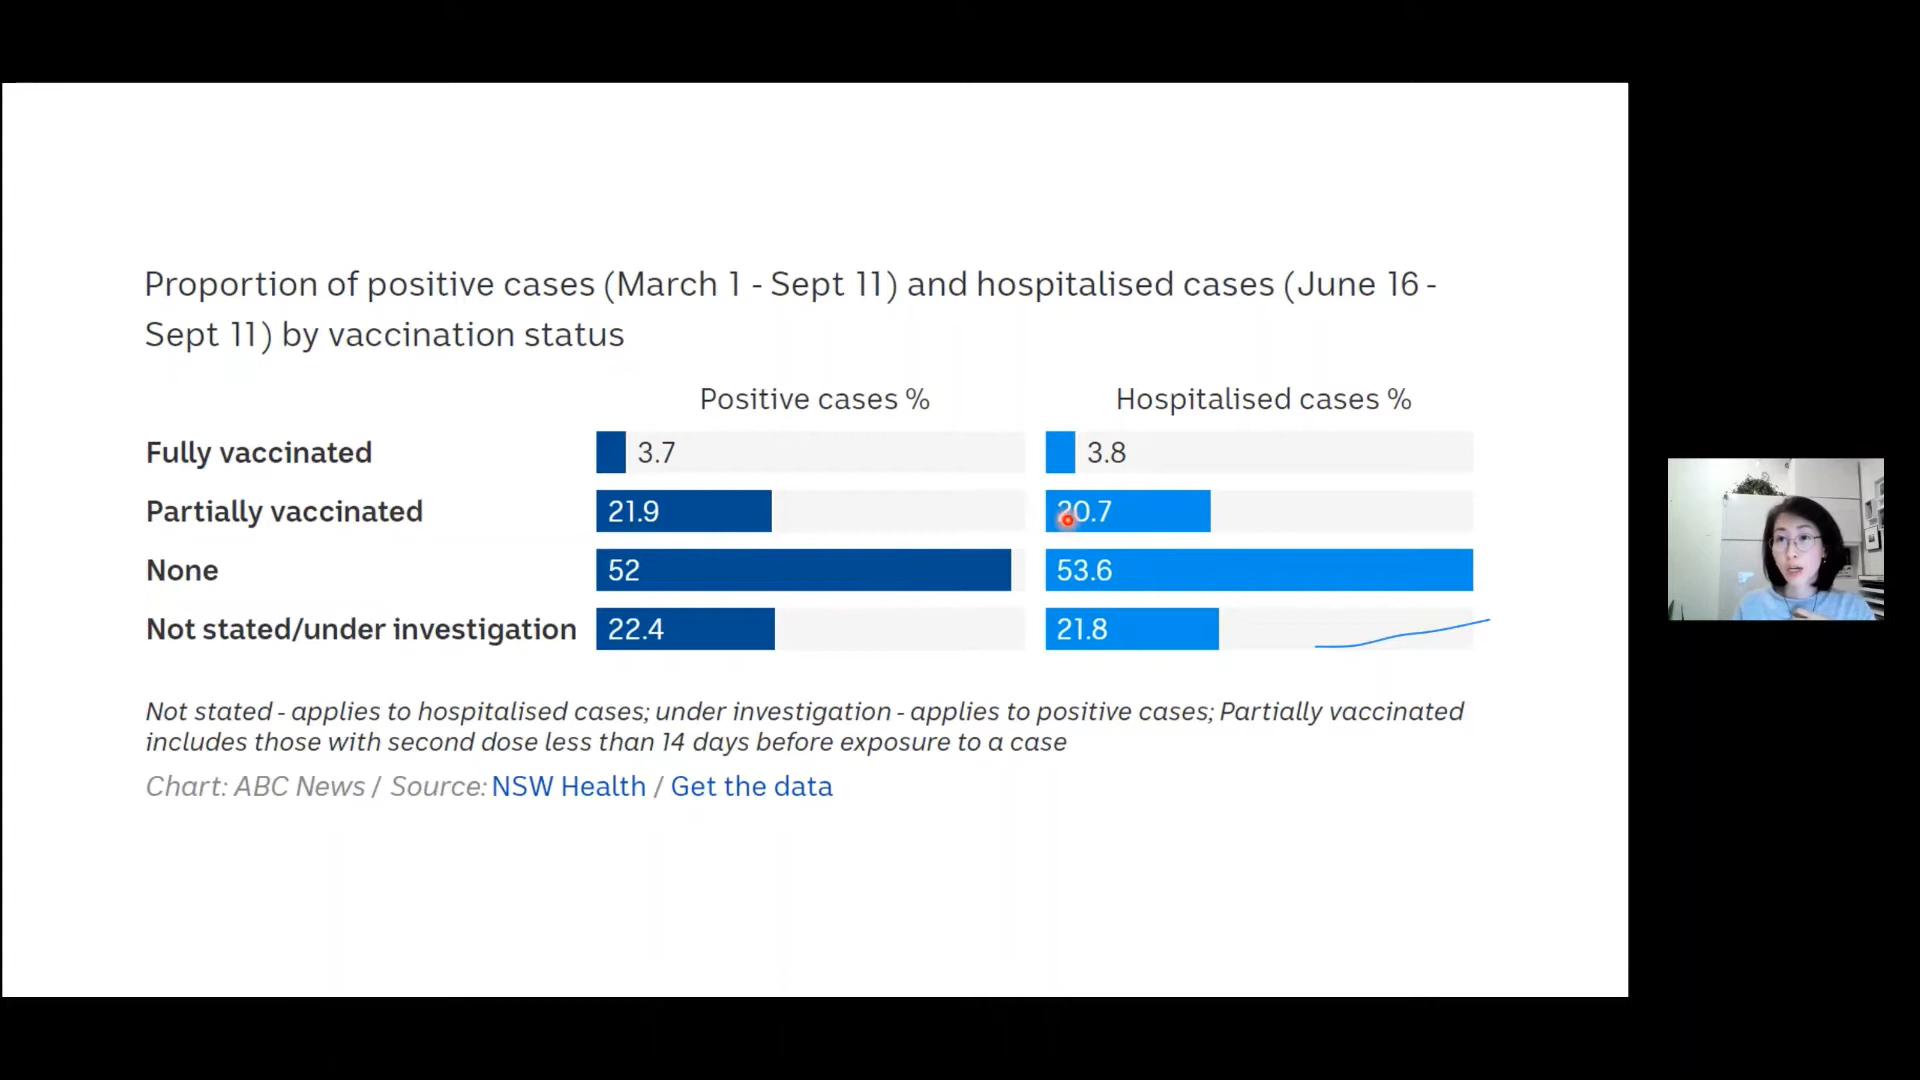 Proportion of positive cases (March 1 - Sept 11) and hospitalised cases (June 16 -
Sept 11) by vaccination status
Positive cases % Hospitalised cases %
Fully vaccinated 3.7 3.8
Partially vaccinated 21.9 20.7
None 52 53.6
Not stated/under investigation 22.4 21.8
Not stated - applies to hospitalised cases; under investigation - applies to positive cases; Partially vaccinated
includes those with second dose less than 14 days before exposure to a case
Chart: ABC News / Source: NSW Health / Get the data